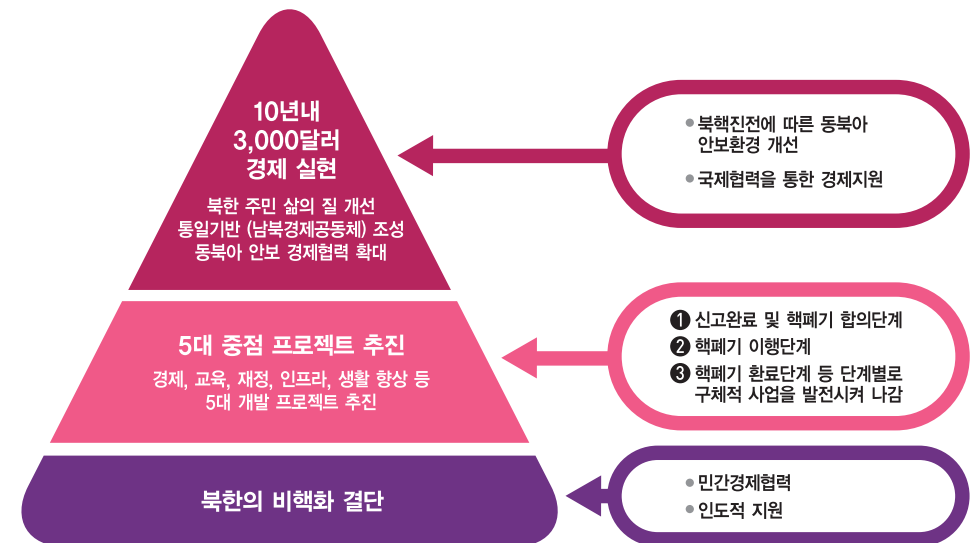 10년내
3,000달러
경제 실현
북한 주민 삶의 질 개선
통일기반 (남북경제공동체) 조성
동북아 안보 경제협력 확대
• 북핵진전에 따른 동북아
안보환경 개선
• 국제협력을 통한 경제지원
5대 중점 프로젝트 추진
경제, 교육, 재정, 인프라, 생활 향상 등
5대 개발 프로젝트 추진
❶ 신고완료 및 핵폐기 합의단계
❷ 핵폐기 이행단계
❸ 핵폐기 완료단계 등 단계별로
구체적 사업을 발전시켜 나감
북한의 비핵화 결단
• 민간경제협력
• 인도적 지원